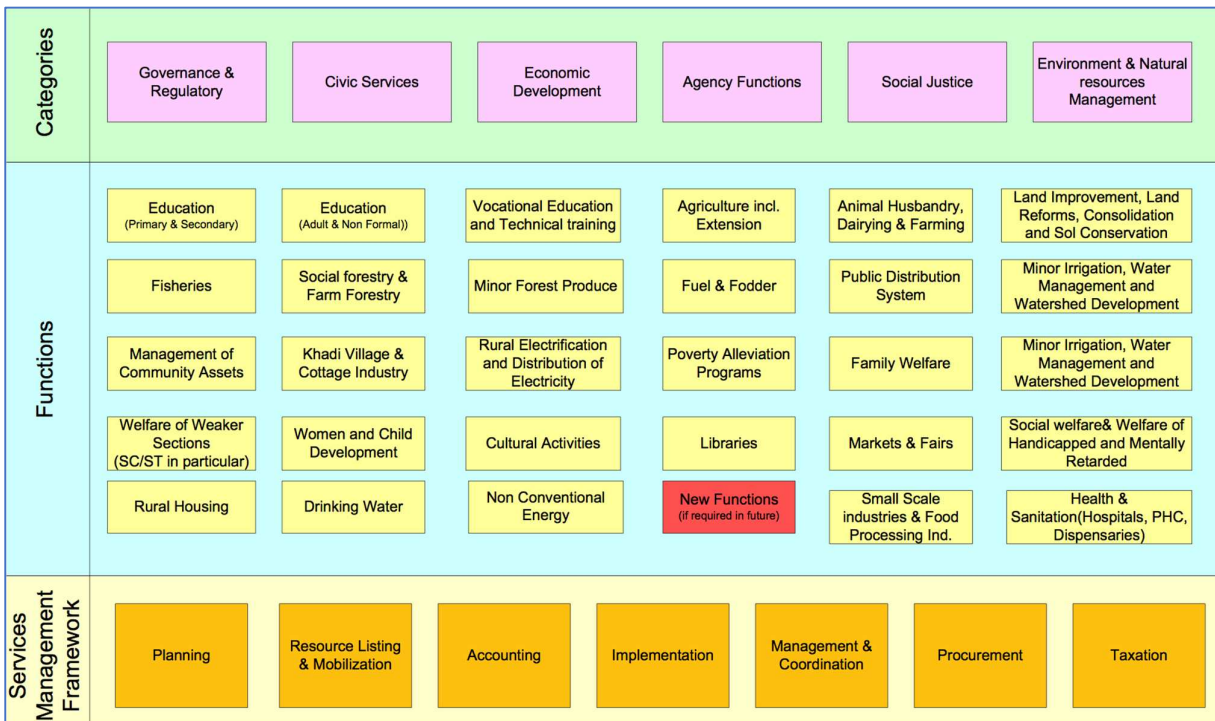 Categories
Governance &
Regulatory
Civic Services
Economic
Development
Agency Functions
Social Justice
Environment & Natural
resources
Management
Functions
Education
(Primary & Secondary)
Education
(Adult & Non Formal))
Vocational Education
and Technical training
Agriculture incl.
Extension
Animal Husbandry,
Dairying & Farming
Land Improvement, Land
Reforms, Consolidation
and Sol Conservation
Fisheries
Social forestry &
Farm Forestry
Minor Forest Produce
Fuel & Fodder
Public Distribution
System
Minor Irrigation, Water
Management and
Watershed Development
Management of
Community Assets
Khadi Village &
Cottage Industry
Rural Electrification
and Distribution of
Electricity
Poverty Alleviation
Programs
Family Welfare
Minor Irrigation, Water
Management and
Watershed Development
Welfare of Weaker
Sections
(SC/ST in particular)
Women and Child
Development
Cultural Activities
Libraries
Markets & Fairs
Social welfare& Welfare of
Handicapped and Mentally
Retarded
Rural Housing
Drinking Water
Non Conventional
Energy
New Functions
(if required in future)
Small Scale
industries & Food
Processing Ind.
Health &
Sanitation(Hospitals, PHC,
Dispensaries)
Services
Management
Framework
Planning
Resource Listing
& Mobilization
Accounting
Implementation
Management &
Coordination
Procurement
Taxation